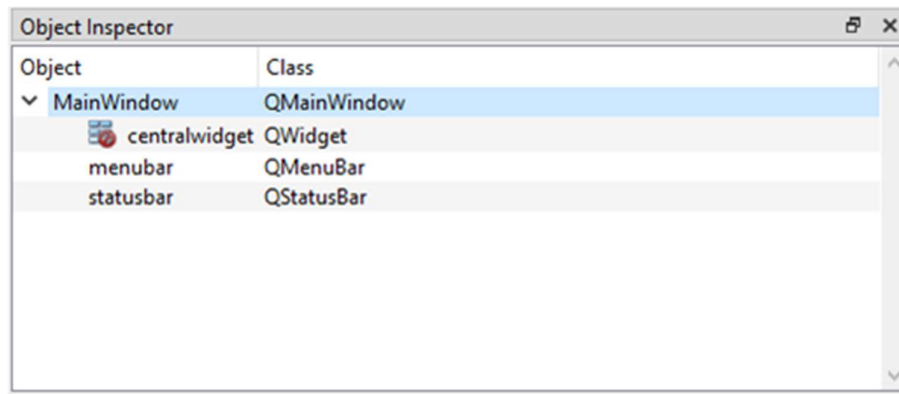 Object Inspector
Object Class
MainWindow QMainWindow
centralwidget QWidget
menubar QMenuBar
statusbar QStatusBar